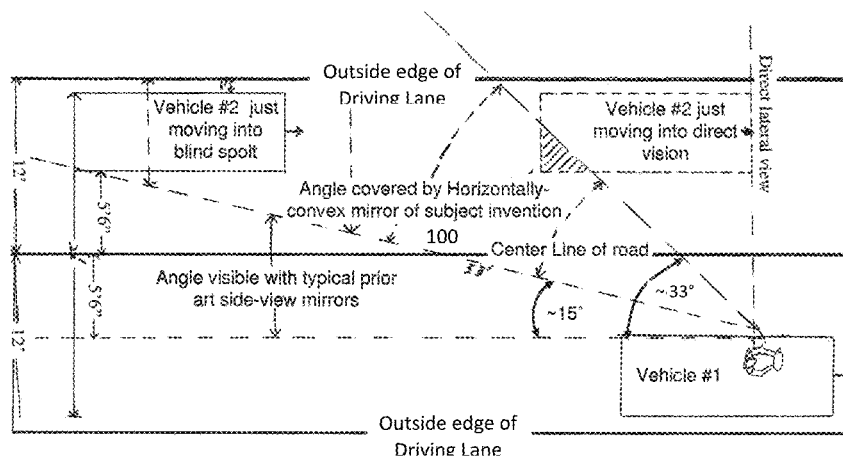 Outside edge of
Driving Lane
Vehicle #2 just
moving into
blind spolt
Vehicle #2 just
moving into direct
vision
Direct lateral view
12'
5'6"
Angle covered by Horizontally-
convex mirror of subject invention
100
Center Line of road
Angle visible with typical prior
art side-view mirrors
5'6"
12'
~15°
~33°
Vehicle #1
Outside edge of
Driving Lane